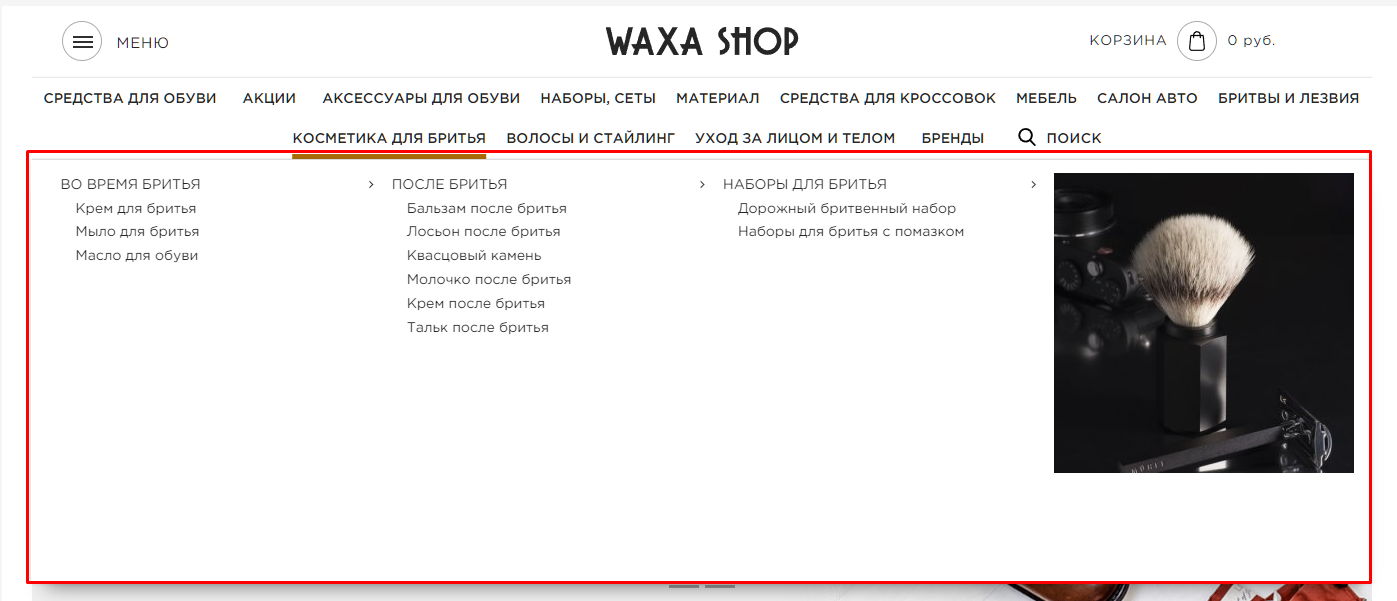 МЕНЮ
WAXA SHOP
КОРЗИНА 0 руб.
СРЕДСТВА ДЛЯ ОБУВИ АКЦИИ АКСЕССУАРЫ ДЛЯ ОБУВИ НАБОРЫ, СЕТЫ МАТЕРИАЛ СРЕДСТВА ДЛЯ КРОССОВОК МЕБЕЛЬ САЛОН АВТО БРИТВЫ И ЛЕЗВИЯ
КОСМЕТИКА ДЛЯ БРИТЬЯ ВОЛОСЫ И СТАЙЛИНГ УХОД ЗА ЛИЦОМ И ТЕЛОМ БРЕНДЫ ПОИСК
ВО ВРЕМЯ БРИТЬЯ
Крем для бритья
Мыло для бритья
Масло для обуви
ПОСЛЕ БРИТЬЯ
Бальзам после бритья
Лосьон после бритья
Квасцовый камень
Молочко после бритья
Крем после бритья
Тальк после бритья
НАБОРЫ ДЛЯ БРИТЬЯ
Дорожный бритвенный набор
Наборы для бритья с помазком